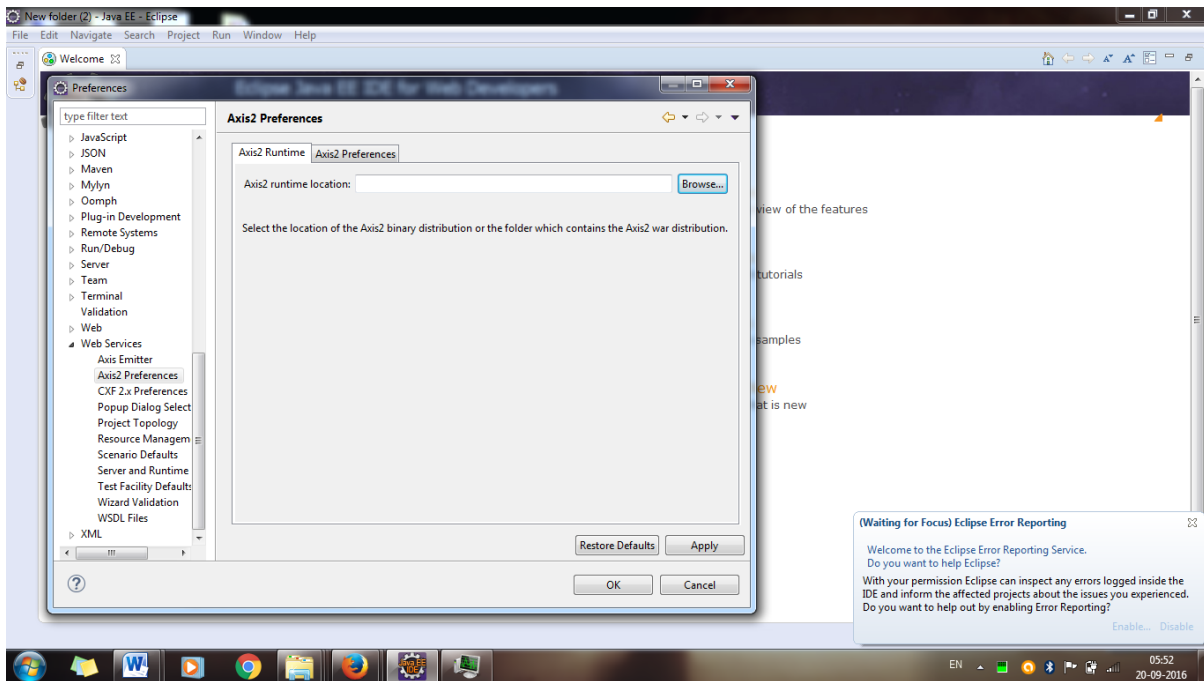 New folder (2) - Java EE - Eclipse
File Edit Navigate Search Project Run Window Help
Welcome
Preferences
Eclipse Java EE IDE for Web Developers
type filter text
Axis2 Preferences
JavaScript
JSON
Maven
Mylyn
Oomph
Plug-in Development
Remote Systems
Run/Debug
Server
Team
Terminal
Validation
Web
Web Services
Axis Emitter
Axis2 Preferences
CXF 2.x Preferences
Popup Dialog Select
Project Topology
Resource Managem
Scenario Defaults
Server and Runtime
Test Facility Defaults
Wizard Validation
WSDL Files
XML
Axis2 Runtime Axis2 Preferences
Axis2 runtime location: Browse...
Select the location of the Axis2 binary distribution or the folder which contains the Axis2 war distribution.
Restore Defaults Apply
OK Cancel
view of the features
tutorials
samples
ew
at is new
(Waiting for Focus) Eclipse Error Reporting
Welcome to the Eclipse Error Reporting Service.
Do you want to help Eclipse?
With your permission Eclipse can inspect any errors logged inside the
IDE and inform the affected projects about the issues you experienced.
Do you want to help out by enabling Error Reporting?
Enable... Disable
EN
05:52
20-09-2016